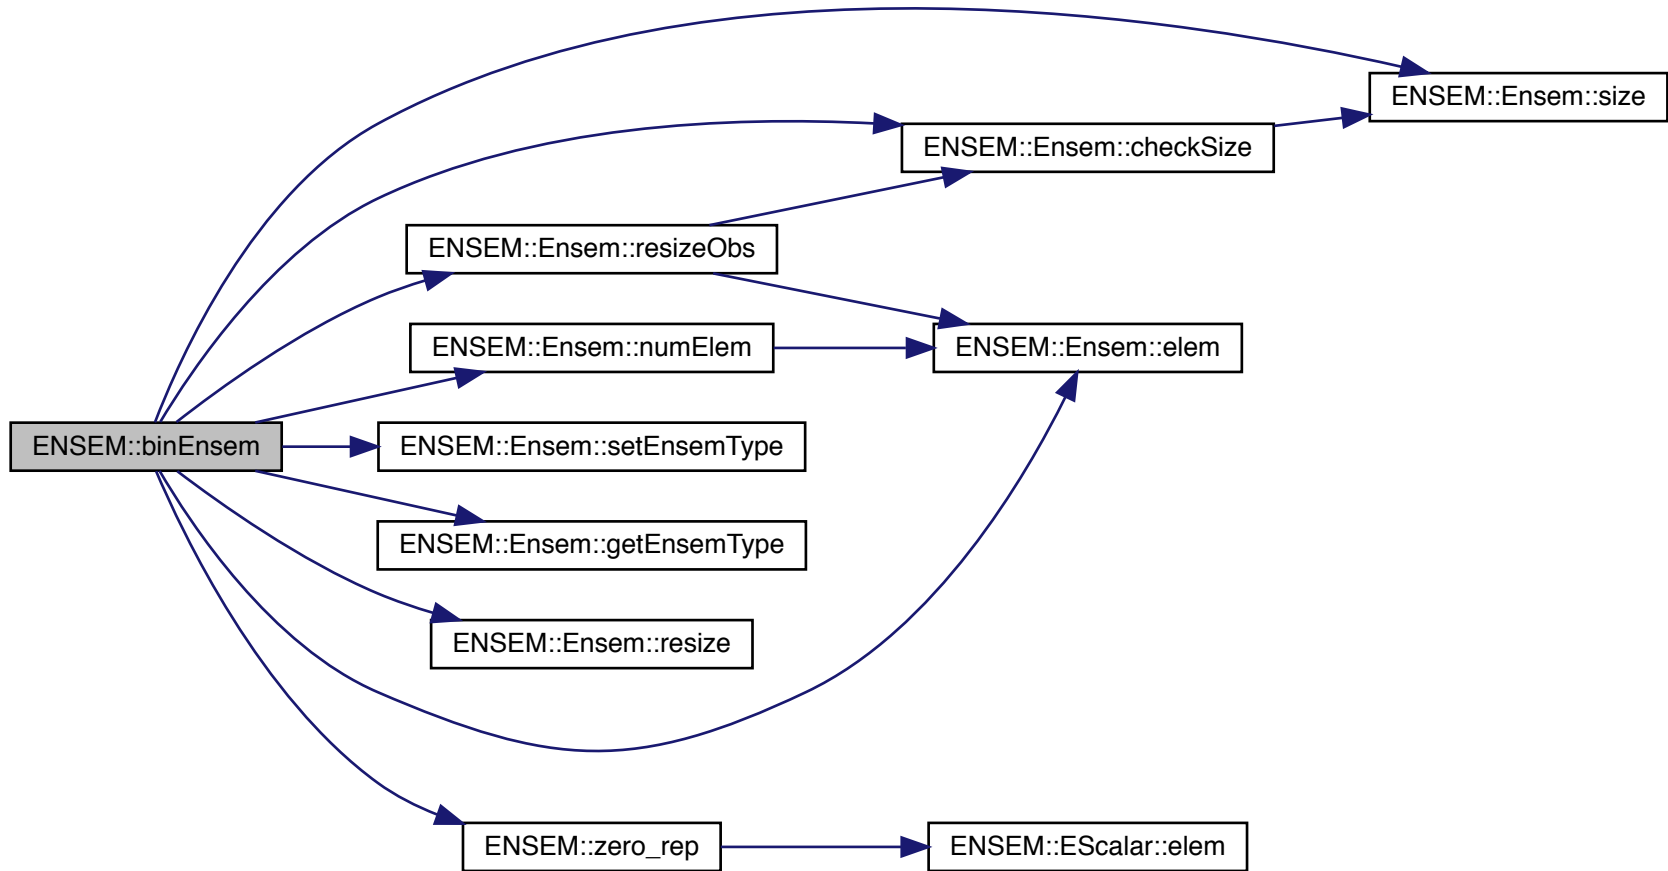 ENSEM::Ensem::size
ENSEM::Ensem::checkSize
ENSEM::Ensem::resizeObs
ENSEM::Ensem::numElem
ENSEM::Ensem::elem
ENSEM::binEnsem
ENSEM::Ensem::setEnsemType
ENSEM::Ensem::getEnsemType
ENSEM::Ensem::resize
ENSEM::zero_rep
ENSEM::EScalar::elem